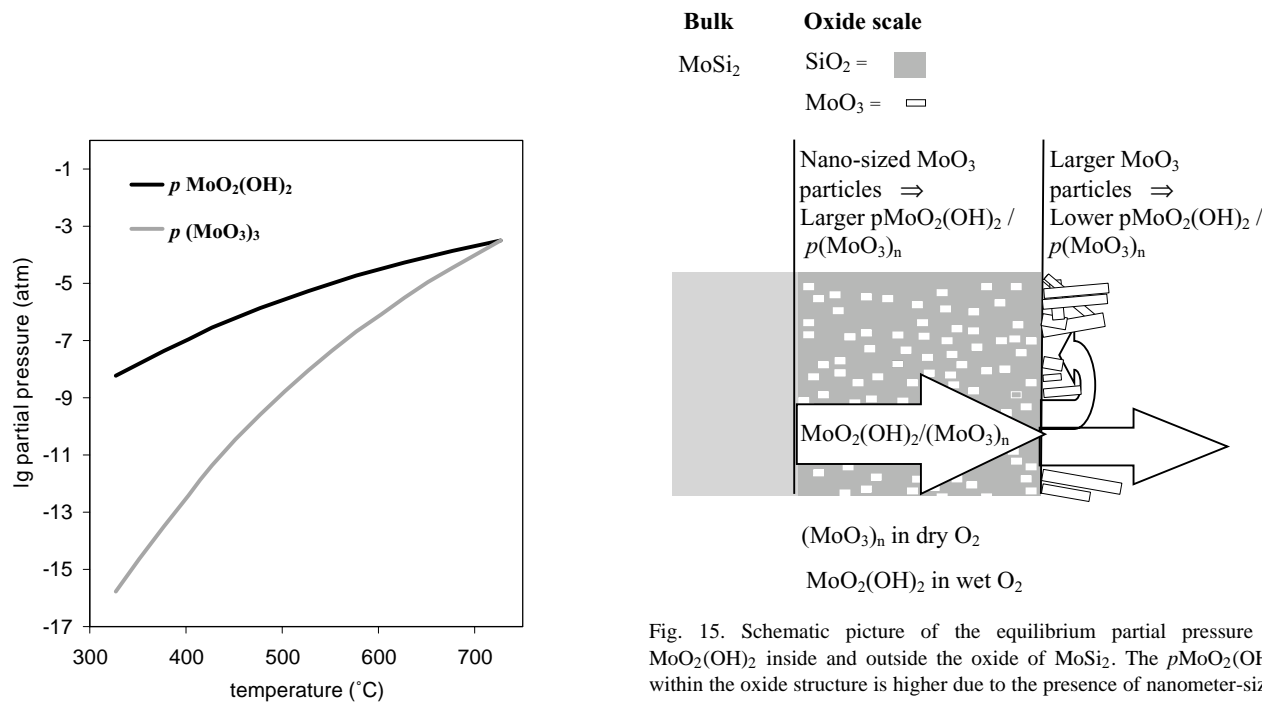 -1
-3
-5
-7
-9
-11
-13
-15
-17
300
400
500
600
700
lg partial pressure (atm)
temperature (˚C)
p MoO₂(OH)₂
p (MoO₃)₃
Bulk
Oxide scale
MoSi₂
SiO₂ =
MoO₃ =
Nano-sized MoO₃
particles ⇒
Larger pMoO₂(OH)₂ /
p(MoO₃)ₙ
Larger MoO₃
particles ⇒
Lower pMoO₂(OH)₂ /
p(MoO₃)ₙ
MoO₂(OH)₂/(MoO₃)ₙ
(MoO₃)ₙ in dry O₂
MoO₂(OH)₂ in wet O₂
Fig. 15. Schematic picture of the equilibrium partial pressure
MoO₂(OH)₂ inside and outside the oxide of MoSi₂. The pMoO₂(OH
within the oxide structure is higher due to the presence of nanometer-siz